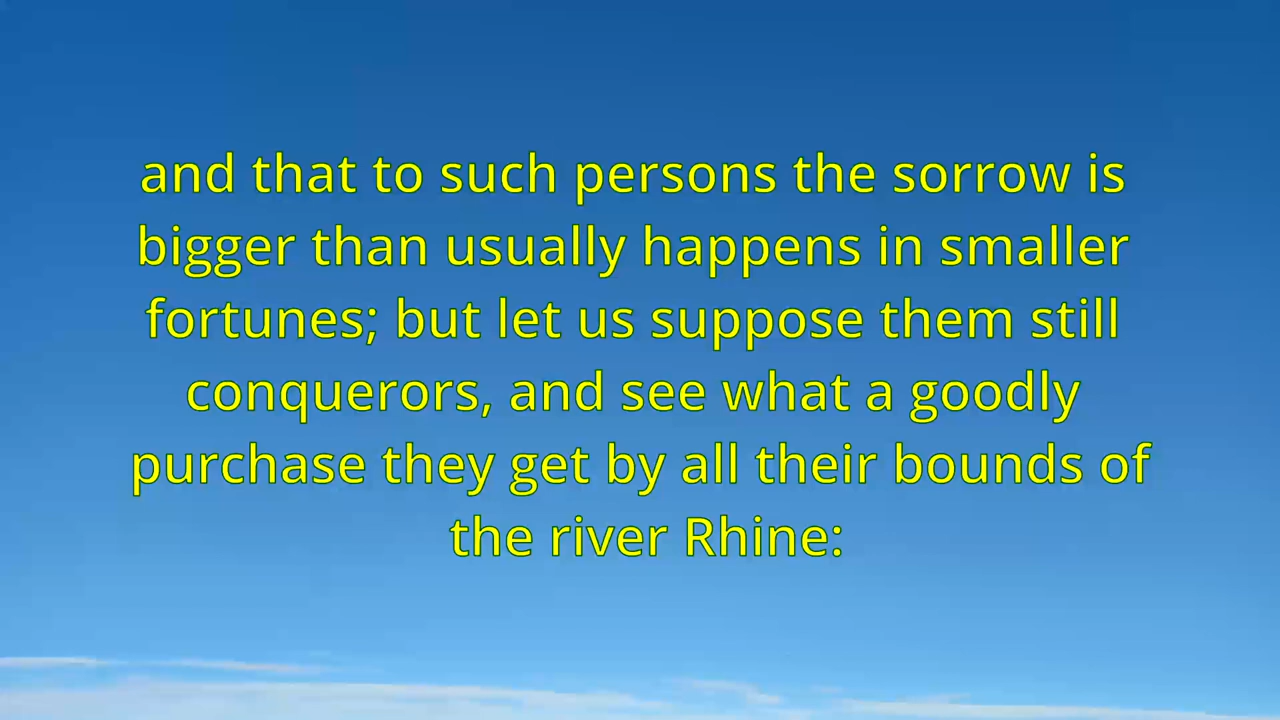 and that to such persons the sorrow is
bigger than usually happens in smaller
fortunes; but let us suppose them still
conquerors, and see what a goodly
purchase they get by all their bounds of
the river Rhine: